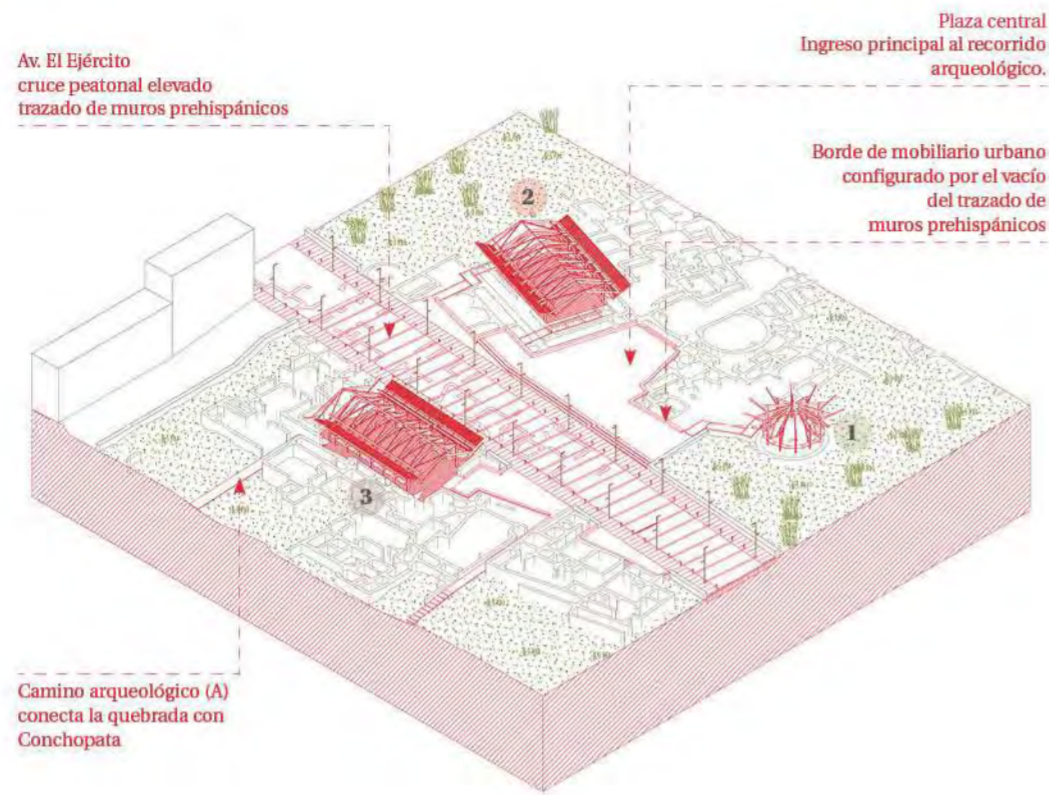 Av. El Ejército
cruce peatonal elevado
trazado de muros prehispánicos
Plaza central
Ingreso principal al recorrido
arqueológico.
Borde de mobiliario urbano
configurado por el vacío
del trazado de
muros prehispánicos
2
1
3
Camino arqueológico (A)
conecta la quebrada con
Conchopata